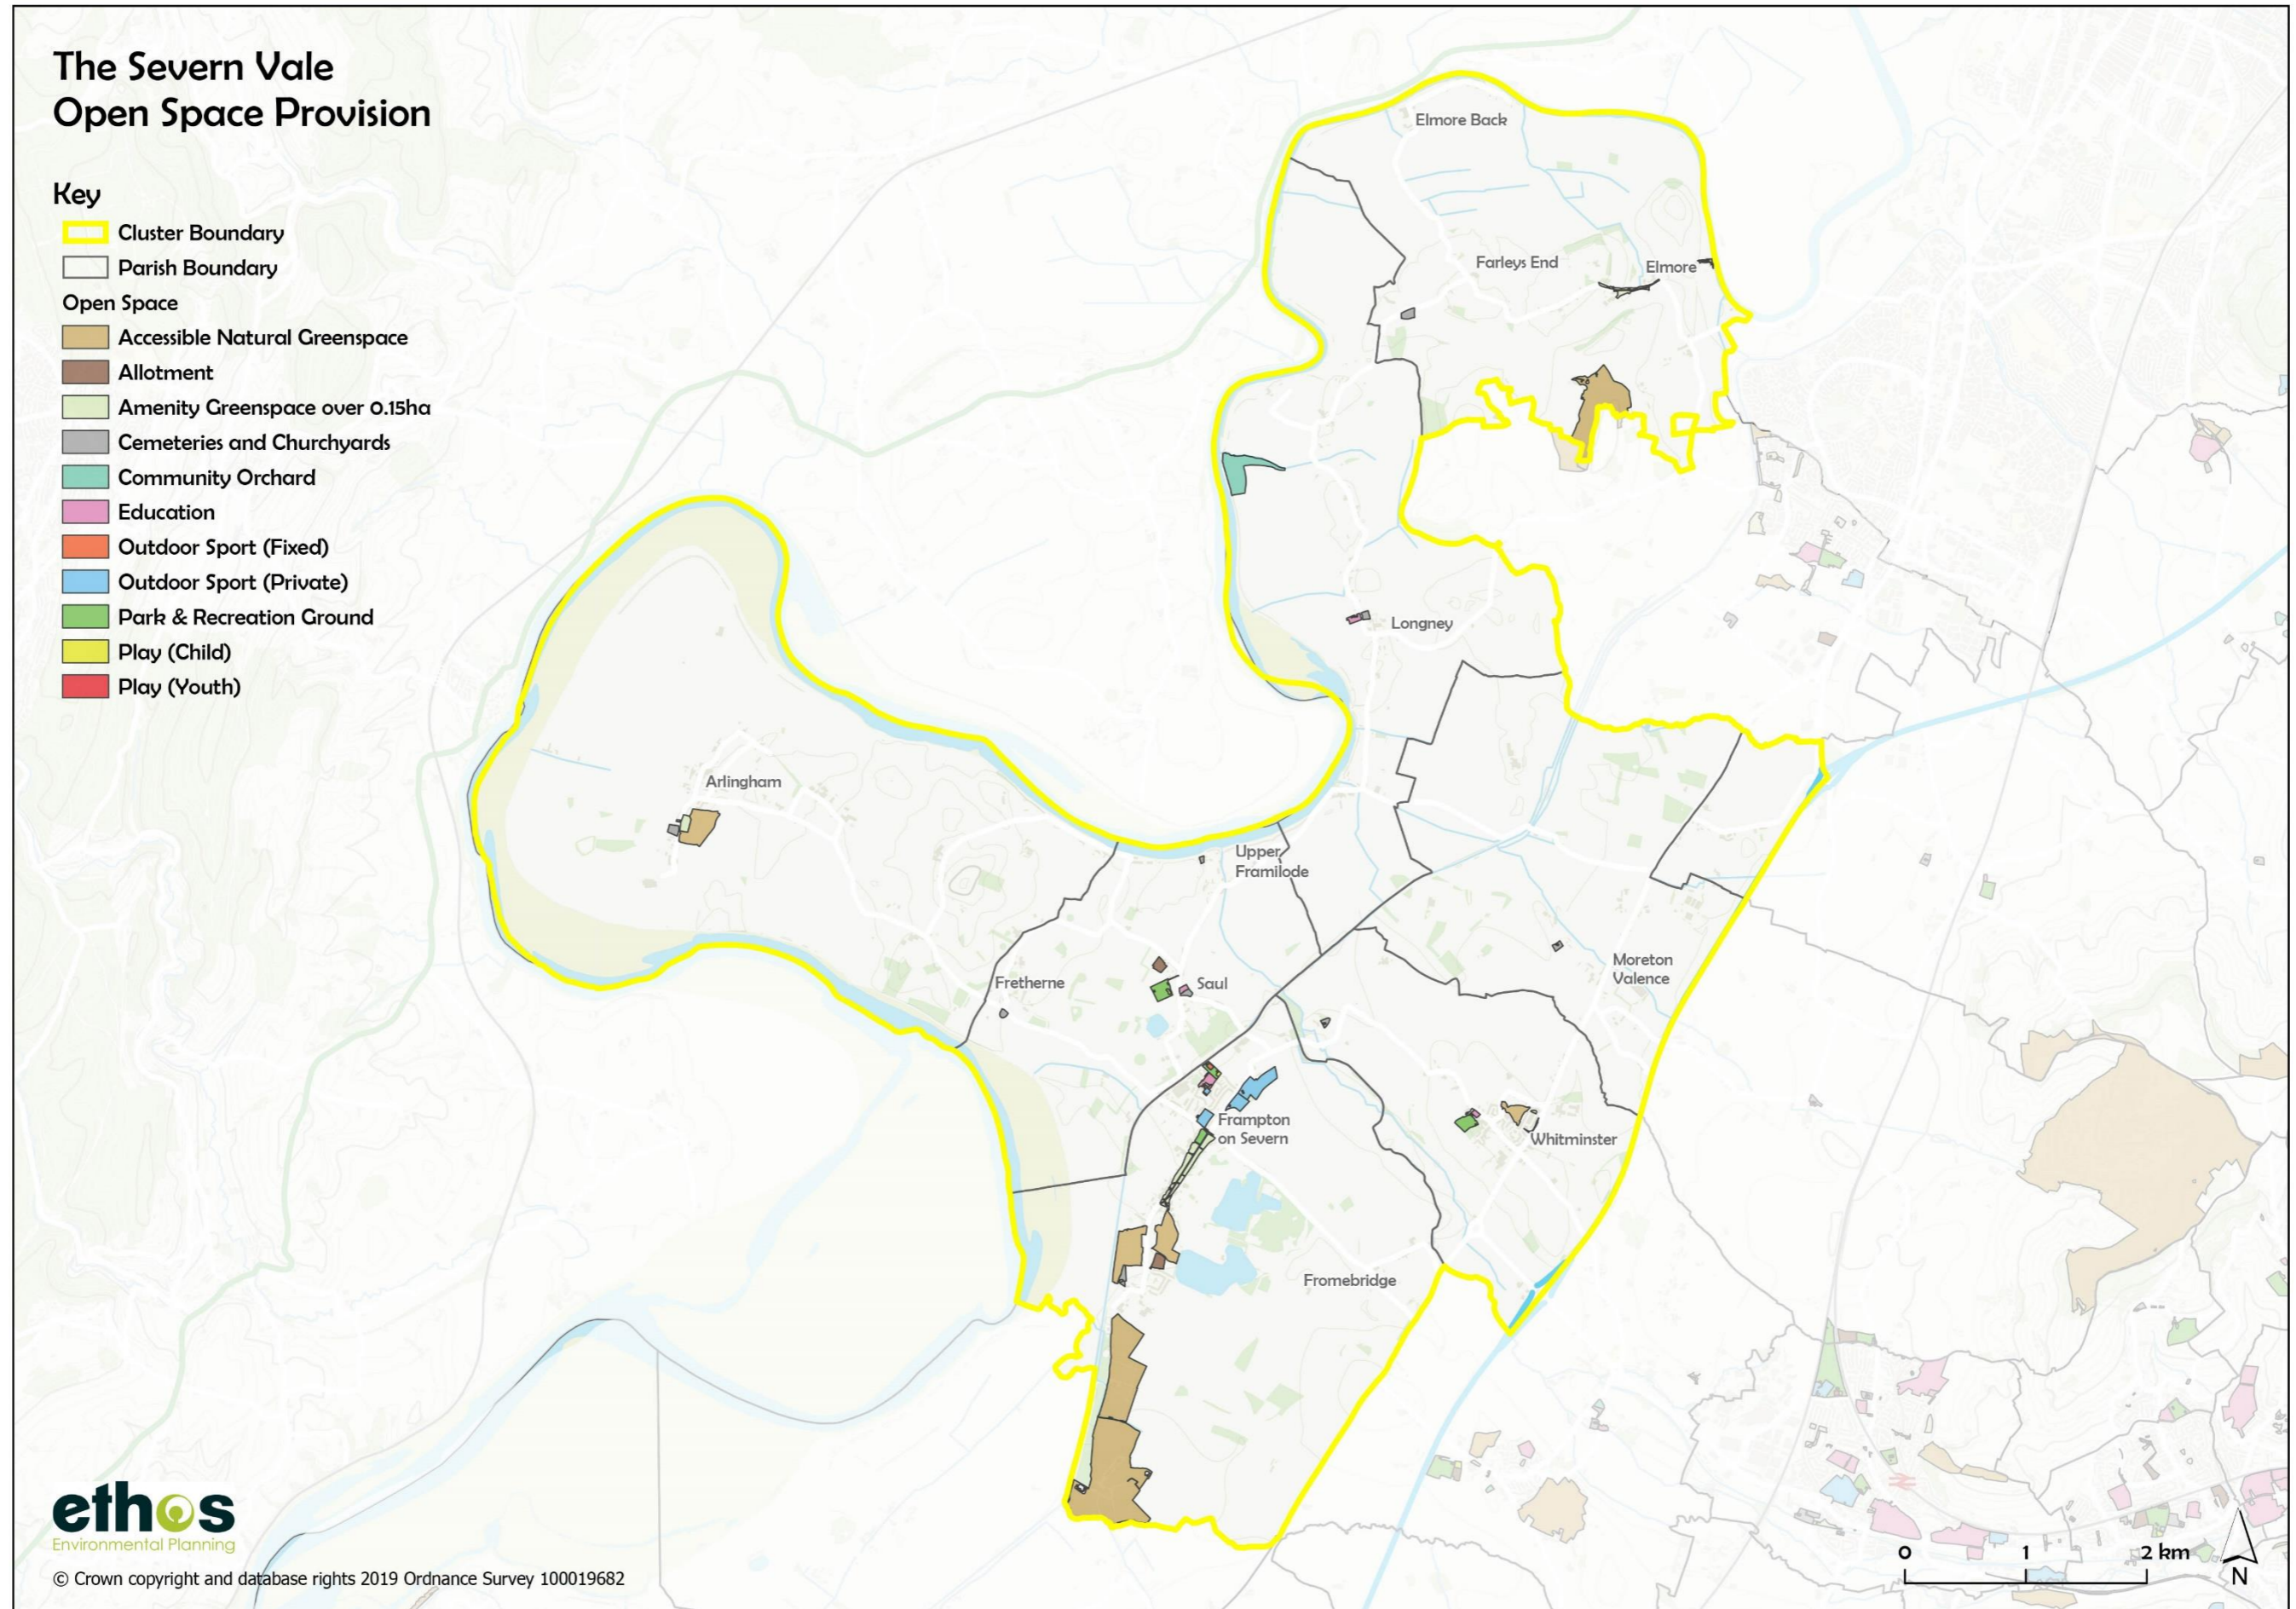 The Severn Vale
Open Space Provision
Key
Cluster Boundary
Parish Boundary
Open Space
Accessible Natural Greenspace
Allotment
Amenity Greenspace over 0.15ha
Cemeteries and Churchyards
Community Orchard
Education
Outdoor Sport (Fixed)
Outdoor Sport (Private)
Park & Recreation Ground
Play (Child)
Play (Youth)
Elmore Back
Farleys End
Elmore
Longney
Arlingham
Upper
Framilode
Moreton
Valence
Fretherne
Saul
Frampton
on Severn
Whitminster
Fromebridge
ethos
Environmental Planning
© Crown copyright and database rights 2019 Ordnance Survey 100019682
0 1 2 km
N